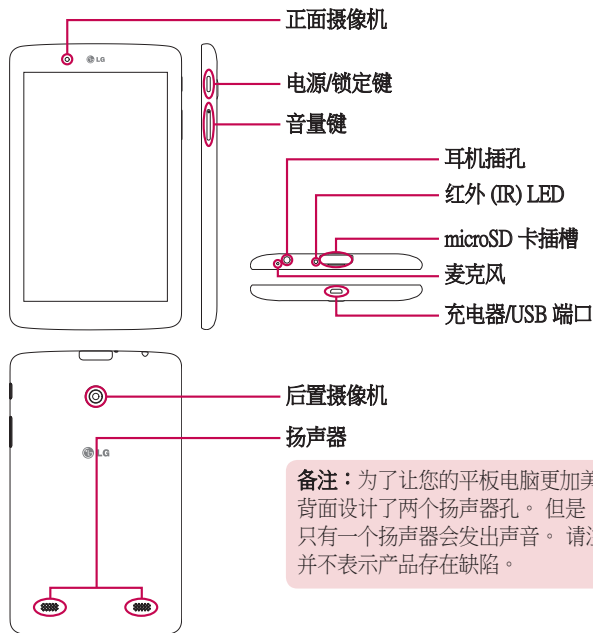 正面摄像机
LG
电源/锁定键
音量键
耳机插孔
红外 (IR) LED
microSD 卡插槽
麦克风
充电器/USB 端口
后置摄像机
扬声器
LG
备注：为了让您的平板电脑更加美
背面设计了两个扬声器孔。 但是
只有一个扬声器会发出声音。 请注
并不表示产品存在缺陷。